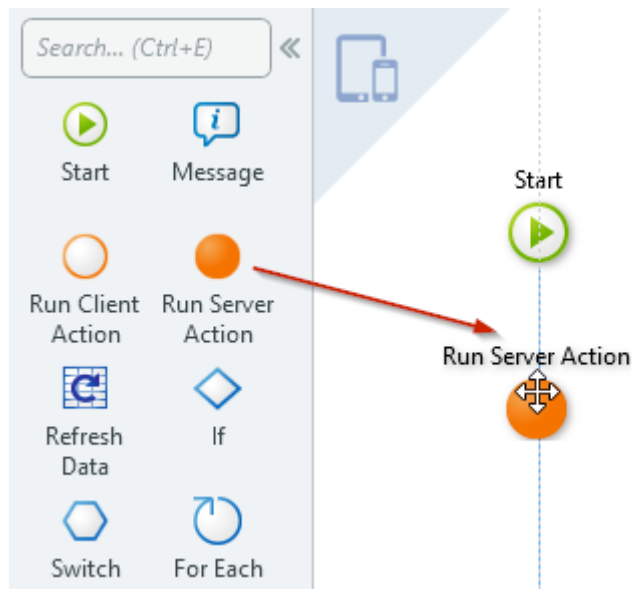 Search... (Ctrl+E)
Start
Message
Run Client
Action
Run Server
Action
Refresh
Data
If
Switch
For Each
Start
Run Server Action